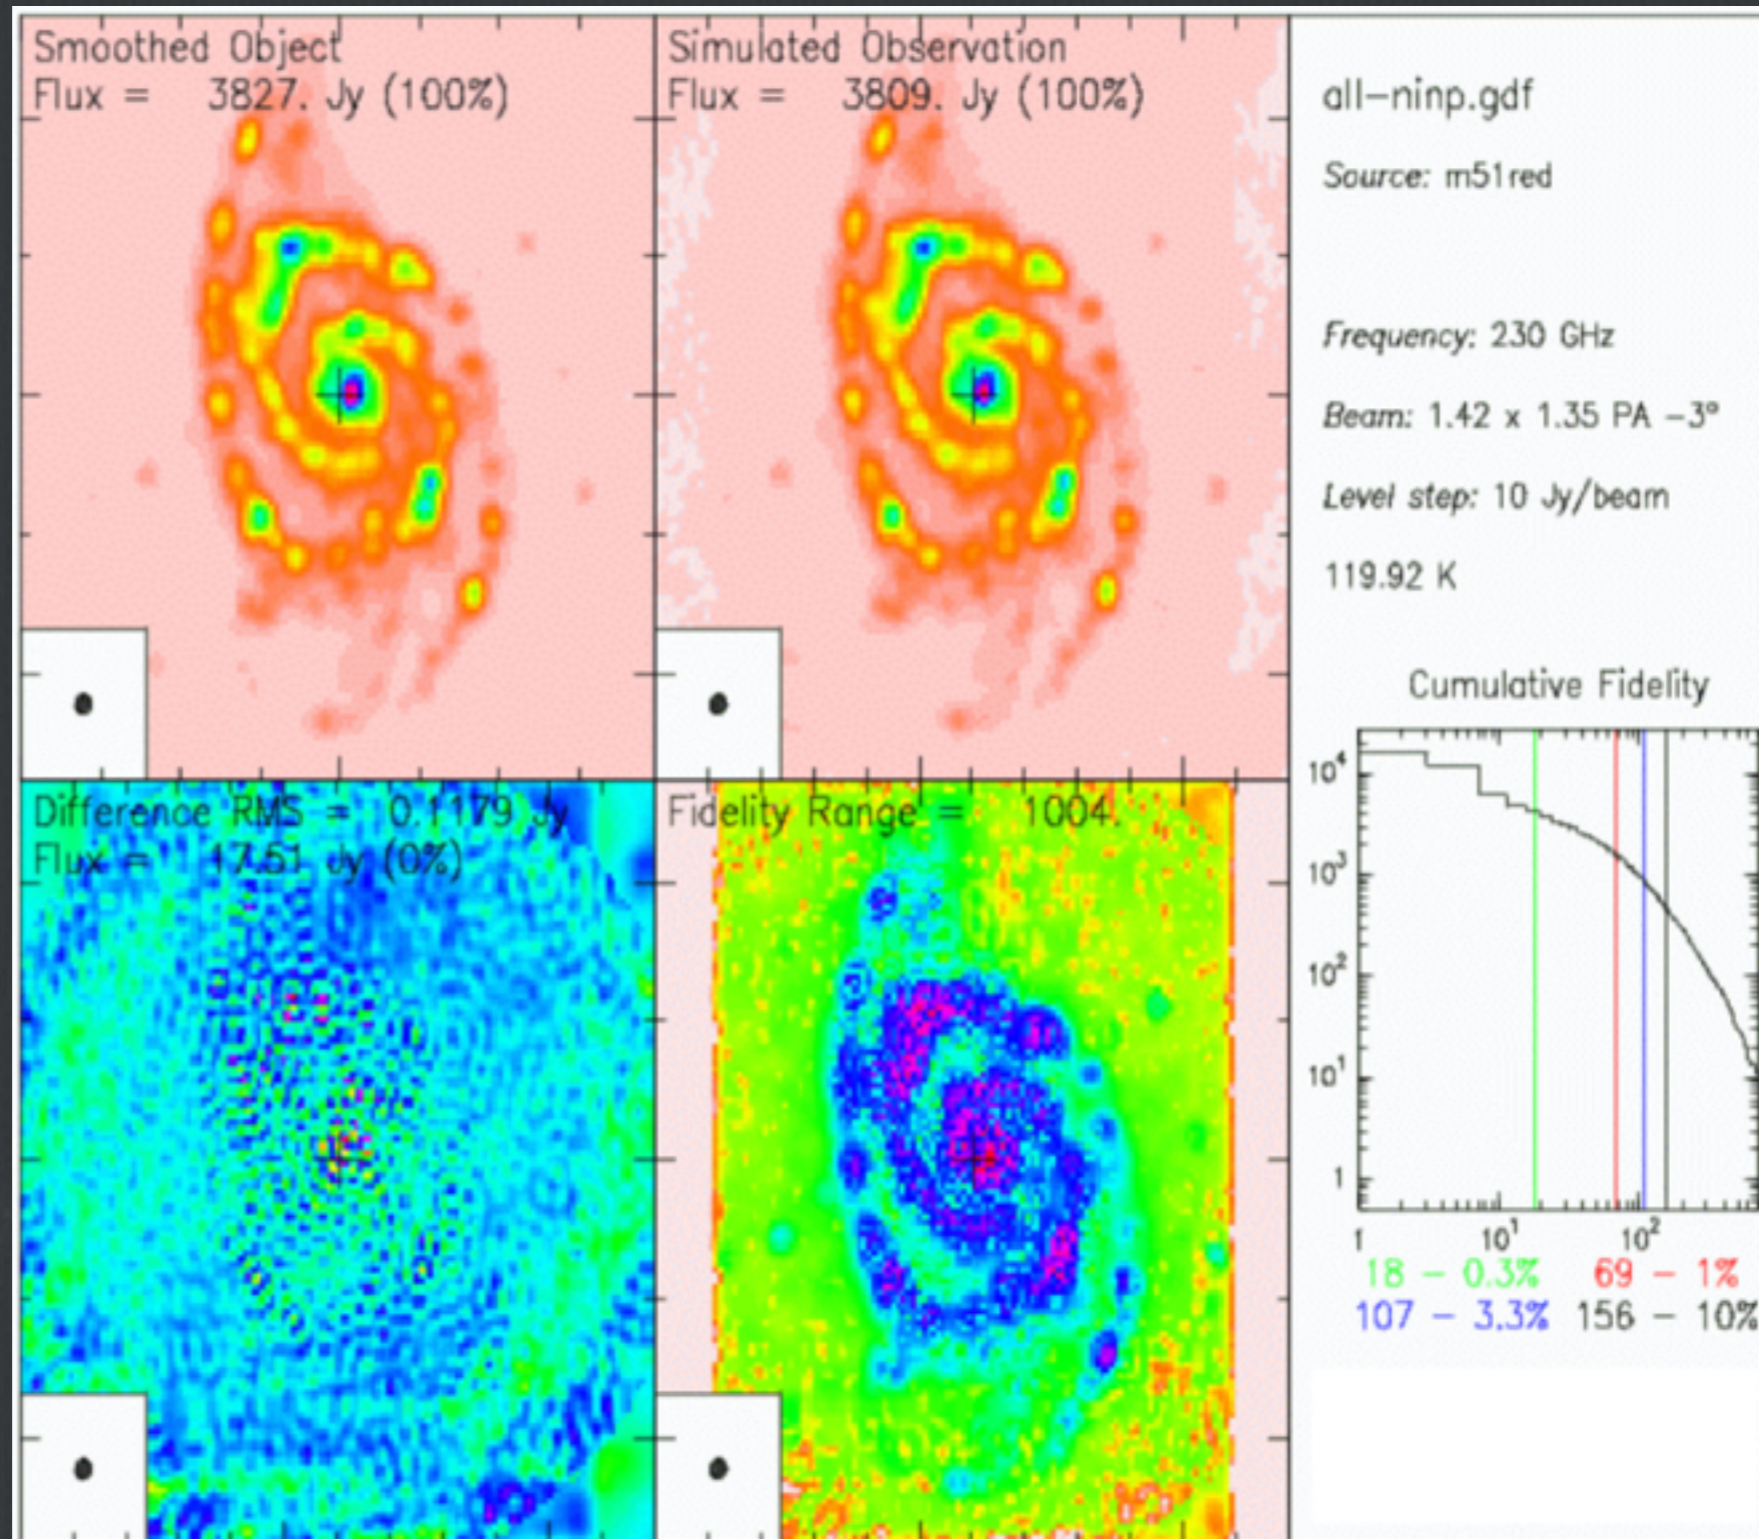 Smoothed Object
Flux = 3827. Jy (100%)
Simulated Observation
Flux = 3809. Jy (100%)
all-ninp.gdf
Source: m51red
Frequency: 230 GHz
Beam: 1.42 x 1.35 PA -3°
Level step: 10 Jy/beam
119.92 K
Difference RMS = 0.1179 Jy
Flux = 17.51 Jy (0%)
Fidelity Range = 1004.
Cumulative Fidelity
10⁴
10³
10²
10¹
1
1 10¹ 10²
18 - 0.3% 69 - 1%
107 - 3.3% 156 - 10%